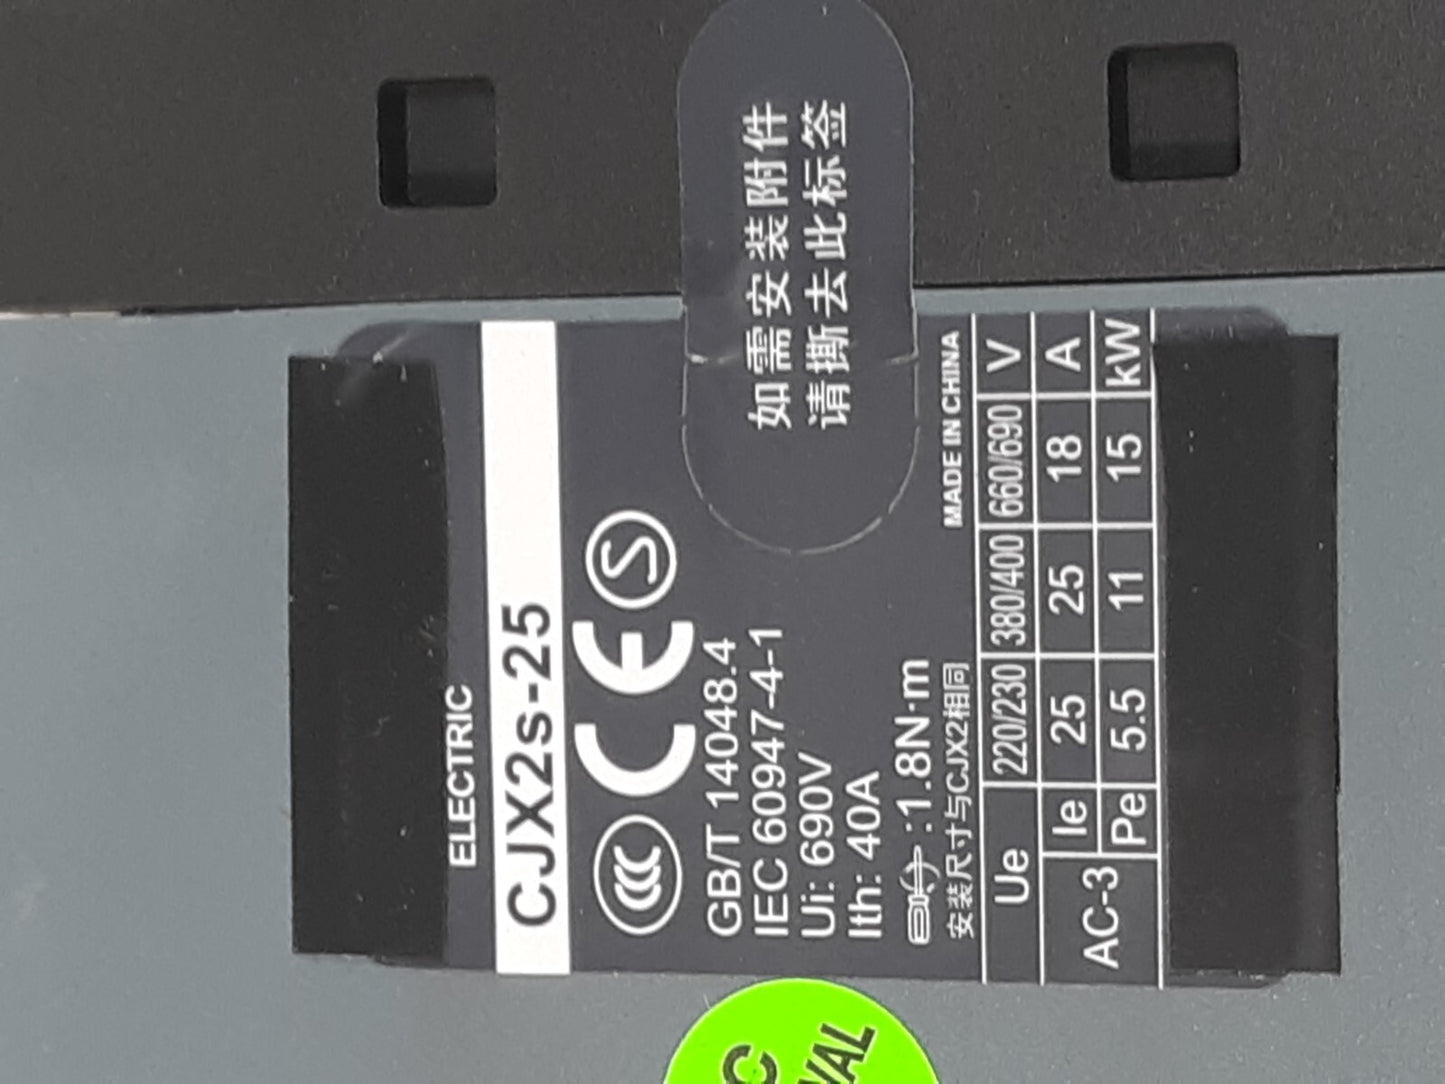 ELECTRIC
CJX2s-25
CCC CE S
GB/T 14048.4
IEC 60947-4-1
Ui: 690V
Ith: 40A
:1.8N·m
安装尺寸与CJX2相同
MADE IN CHINA
如需安装附件
请撕去此标签
Ue 220/230 380/400 660/690 V
AC-3 Ie 25 25 18 A
Pe 5.5 11 15 kW